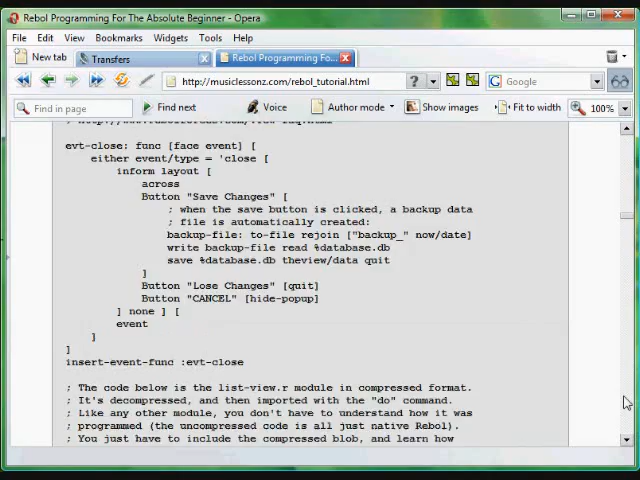 Rebol Programming For The Absolute Beginner - Opera
File Edit View Bookmarks Widgets Tools Help
New tab Transfers Rebol Programming Fo...
http://musiclessonz.com/rebol_tutorial.html Google
Find in page Find next Voice Author mode Show images Fit to width 100%
evt-close: func [face event] [
either event/type = 'close [
inform layout [
across
Button "Save Changes" [
; when the save button is clicked, a backup data
; file is automatically created:
backup-file: to-file rejoin ["backup_" now/date]
write backup-file read %database.db
save %database.db theview/data quit
]
Button "Lose Changes" [quit]
Button "CANCEL" [hide-popup]
] none ] [
event
]
]
insert-event-func :evt-close
; The code below is the list-view.r module in compressed format.
; It's decompressed, and then imported with the "do" command.
; Like any other module, you don't have to understand how it was
; programmed (the uncompressed code is all just native Rebol).
; You just have to include the compressed blob, and learn how